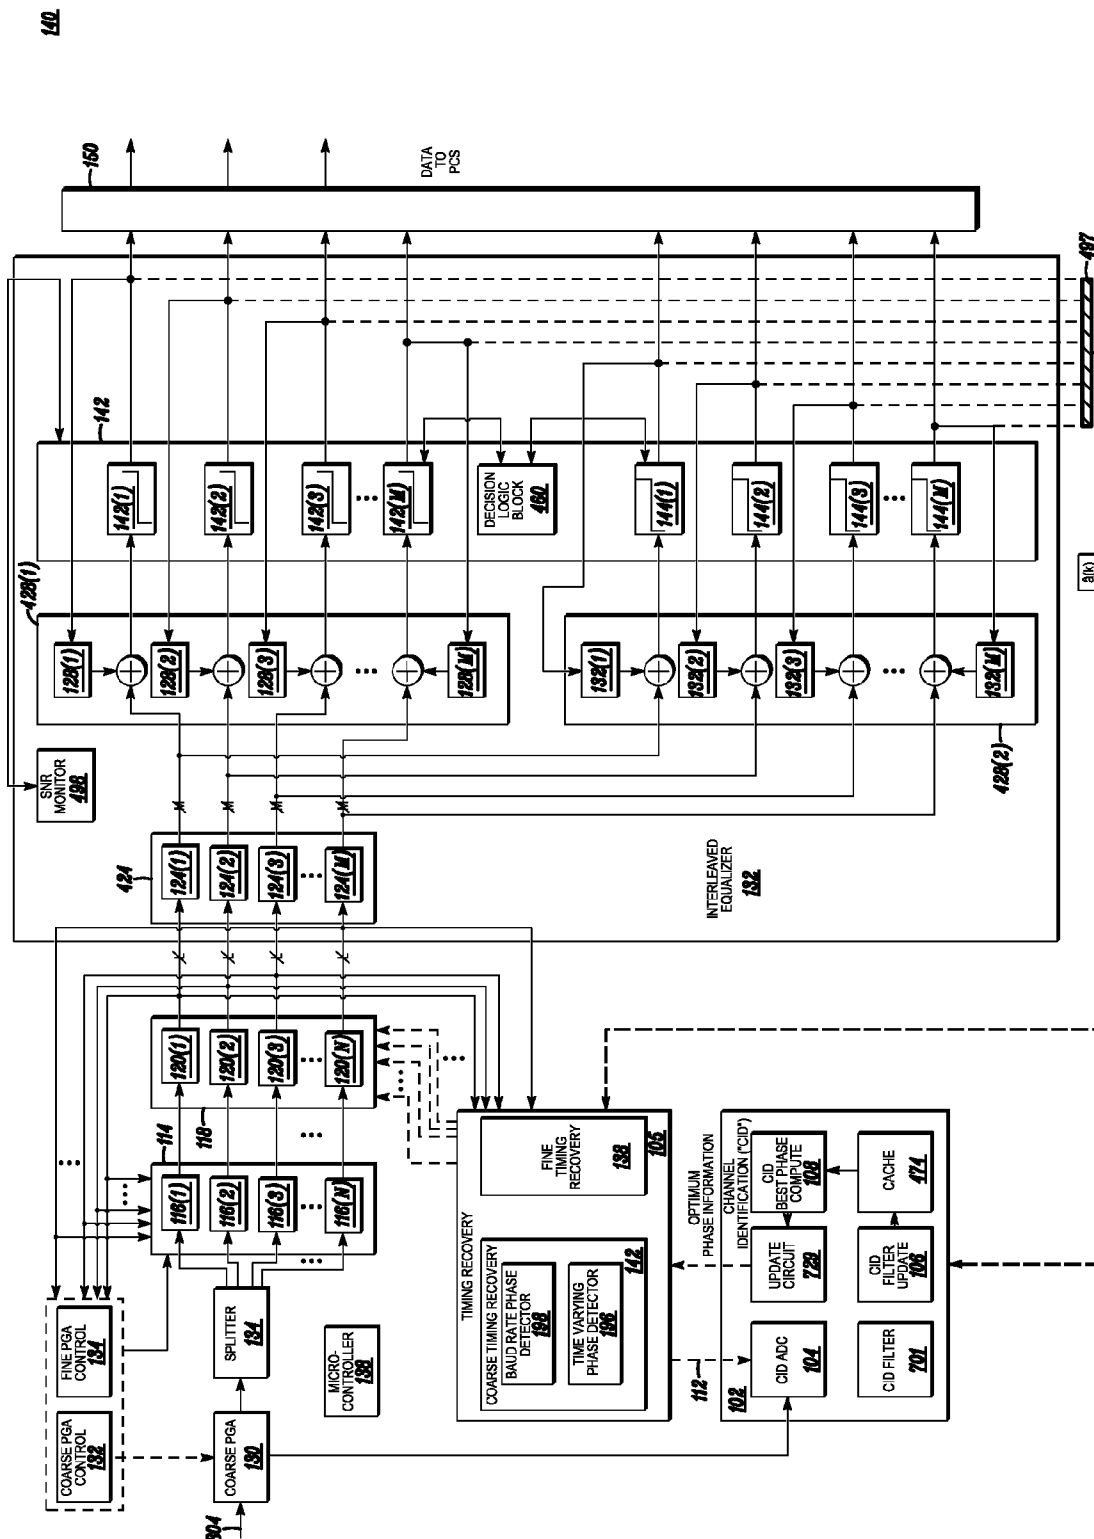 140
COARSE PGA
CONTROL
132
FINE PGA
CONTROL
134
304
COARSE PGA
130
SPLITTER
134
MICRO-
CONTROLLER
138
114
116(1)
116(2)
116(3)
116(N)
118
120(1)
120(2)
120(3)
120(N)
L
L
L
L
424
124(1)
124(2)
124(3)
124(M)
M
M
M
M
SNR
MONITOR
498
INTERLEAVED
EQUALIZER
132
428(1)
128(1)
128(2)
128(3)
128(M)
132(1)
132(2)
132(3)
132(M)
428(2)
142
142(1)
142(2)
142(3)
142(M)
DECISION
LOGIC
BLOCK
460
144(1)
144(2)
144(3)
144(M)
150
DATA
TO
PCS
497
â(k)
TIMING RECOVERY
COARSE TIMING RECOVERY
BAUD RATE PHASE
DETECTOR
198
TIME VARYING
PHASE DETECTOR
196
142
FINE
TIMING
RECOVERY
138
105
112
OPTIMUM
PHASE INFORMATION
102
CHANNEL
IDENTIFICATION ("CID")
CID ADC
104
UPDATE
CIRCUIT
729
CID
BEST PHASE
COMPUTE
108
CID FILTER
701
CID
FILTER
UPDATE
106
CACHE
474